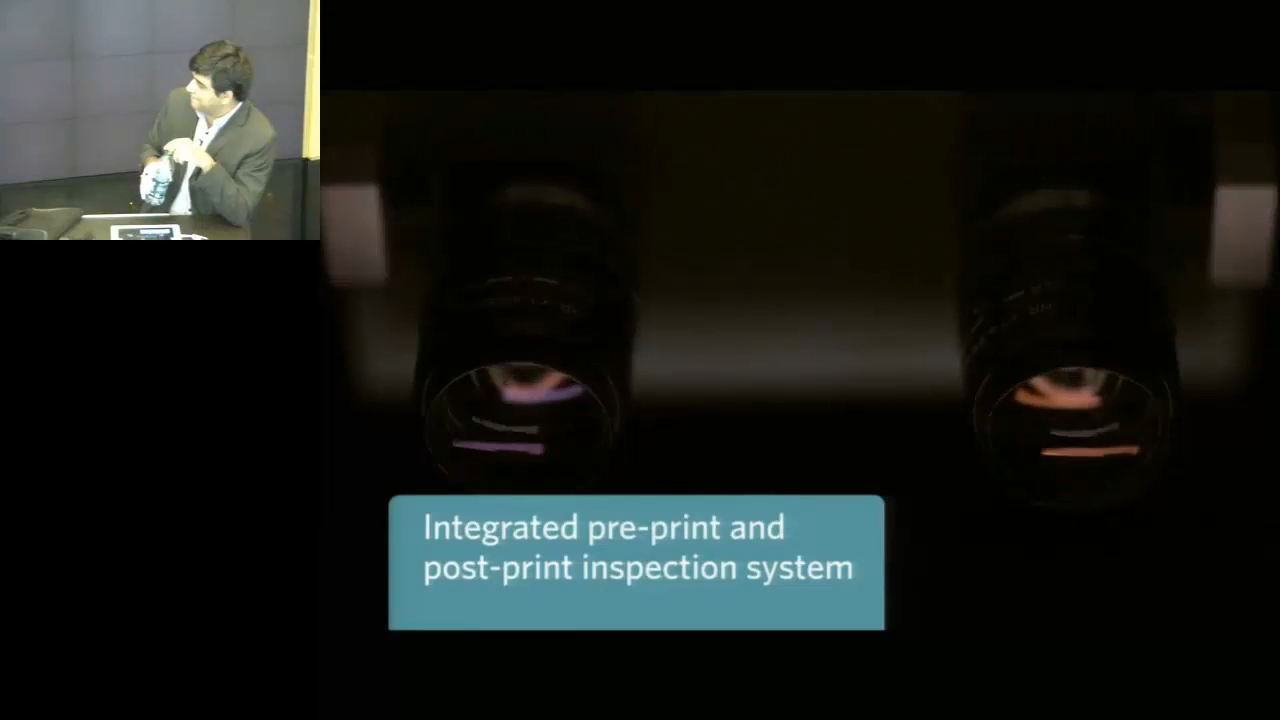 Integrated pre-print and
post-print inspection system